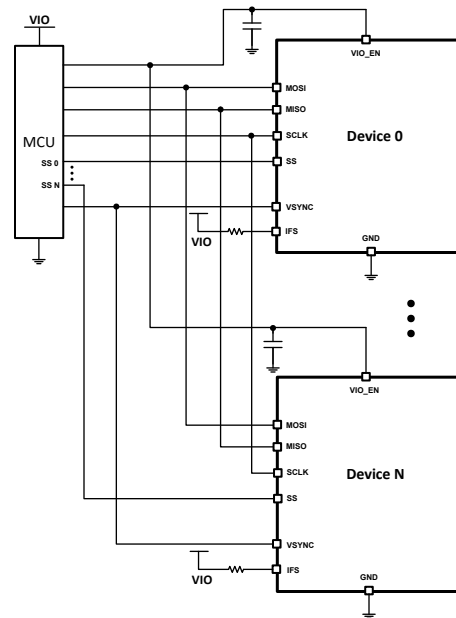 VIO
VIO_EN
MOSI
MISO
SCLK
Device 0
MCU
SS 0
SS
SS N
VSYNC
VIO
IFS
GND
VIO_EN
MOSI
MISO
SCLK
Device N
SS
VSYNC
IFS
VIO
GND